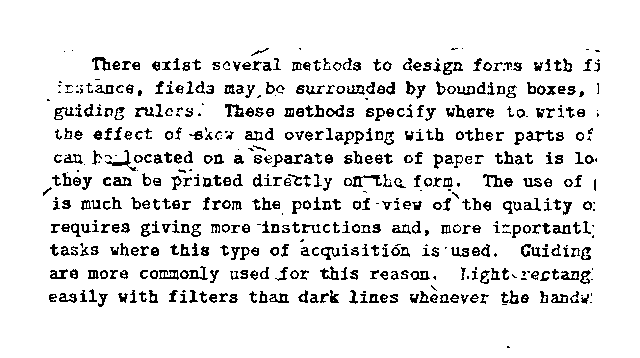 There exist several methods to design forms with fi
instance, fields may be surrounded by bounding boxes,
guiding rulers. These methods specify where to write
the effect of skew and overlapping with other parts of
can be located on a separate sheet of paper that is lo
they can be printed directly on the form. The use of
is much better from the point of view of the quality o
requires giving more instructions and, more importantl
tasks where this type of acquisition is used. Guiding
are more commonly used for this reason. Light rectang
easily with filters than dark lines whenever the handw